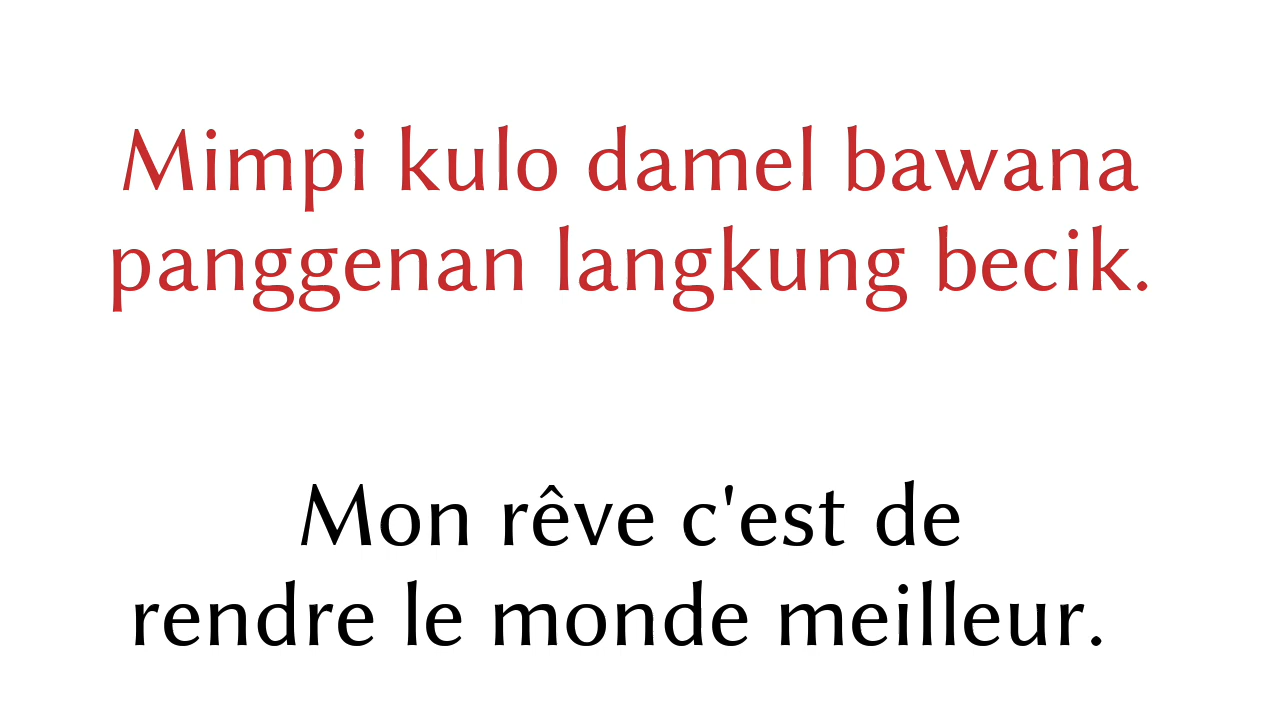 Mimpi kulo damel bawana
panggenan langkung becik.
Mon rêve c'est de
rendre le monde meilleur.